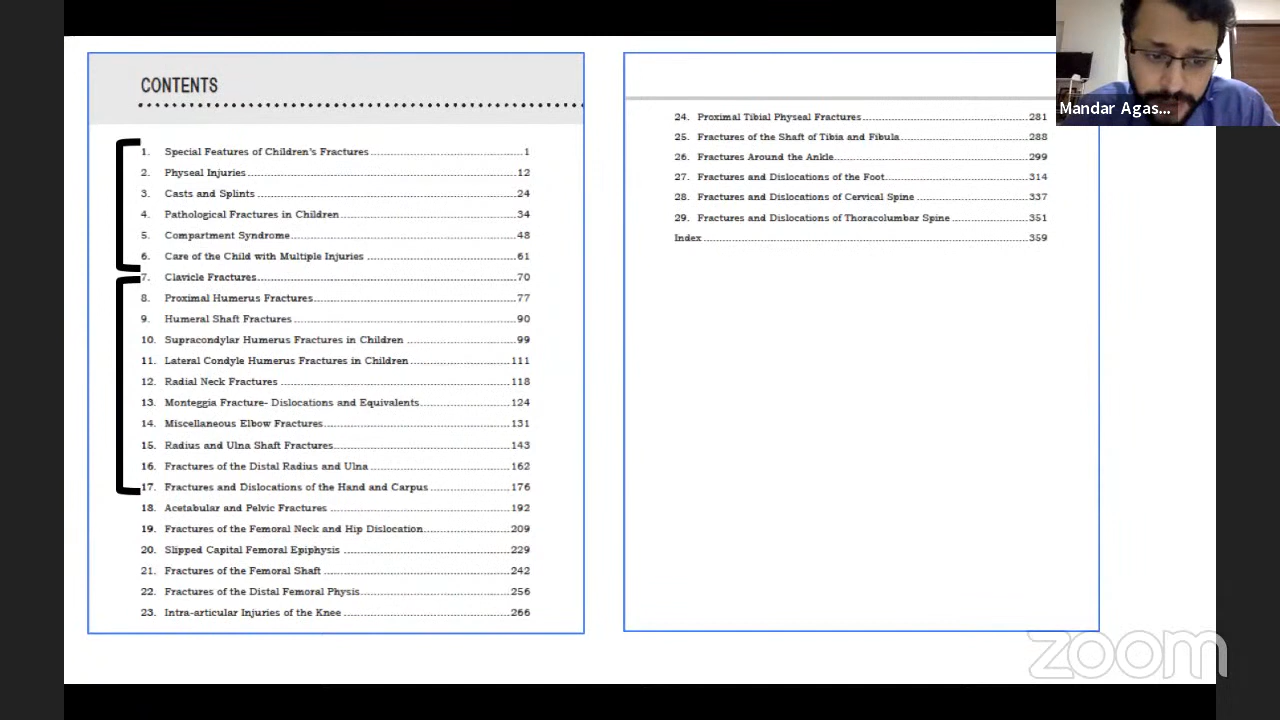 CONTENTS
1. Special Features of Children's Fractures 1
2. Physeal Injuries 12
3. Casts and Splints 24
4. Pathological Fractures in Children 34
5. Compartment Syndrome 48
6. Care of the Child with Multiple Injuries 61
7. Clavicle Fractures 70
8. Proximal Humerus Fractures 77
9. Humeral Shaft Fractures 90
10. Supracondylar Humerus Fractures in Children 99
11. Lateral Condyle Humerus Fractures in Children 111
12. Radial Neck Fractures 118
13. Monteggia Fracture- Dislocations and Equivalents 124
14. Miscellaneous Elbow Fractures 131
15. Radius and Ulna Shaft Fractures 143
16. Fractures of the Distal Radius and Ulna 162
17. Fractures and Dislocations of the Hand and Carpus 176
18. Acetabular and Pelvic Fractures 192
19. Fractures of the Femoral Neck and Hip Dislocation 209
20. Slipped Capital Femoral Epiphysis 229
21. Fractures of the Femoral Shaft 242
22. Fractures of the Distal Femoral Physis 256
23. Intra-articular Injuries of the Knee 266
24. Proximal Tibial Physeal Fractures 281
25. Fractures of the Shaft of Tibia and Fibula 288
26. Fractures Around the Ankle 299
27. Fractures and Dislocations of the Foot 314
28. Fractures and Dislocations of Cervical Spine 337
29. Fractures and Dislocations of Thoracolumbar Spine 351
Index 359
Mandar Agas...
zoom